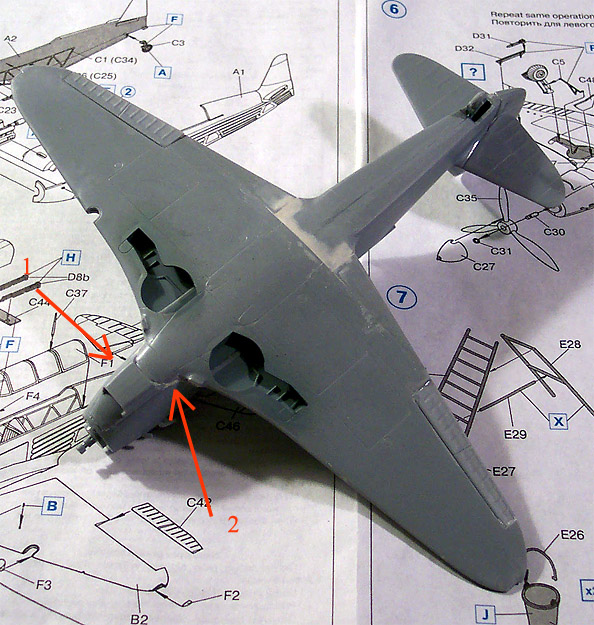 6
Repeat same operation
Повторить для левого
A2
F
C3
C1 (C34)
A
(C25)
2
C23
A1
D31
D32
?
C5
C48
C35
C30
C31
C27
H
D8b
1
C44
C37
F
F1
F4
7
E28
X
E29
E27
C46
2
B
C42
E26
F3
F2
B2
J